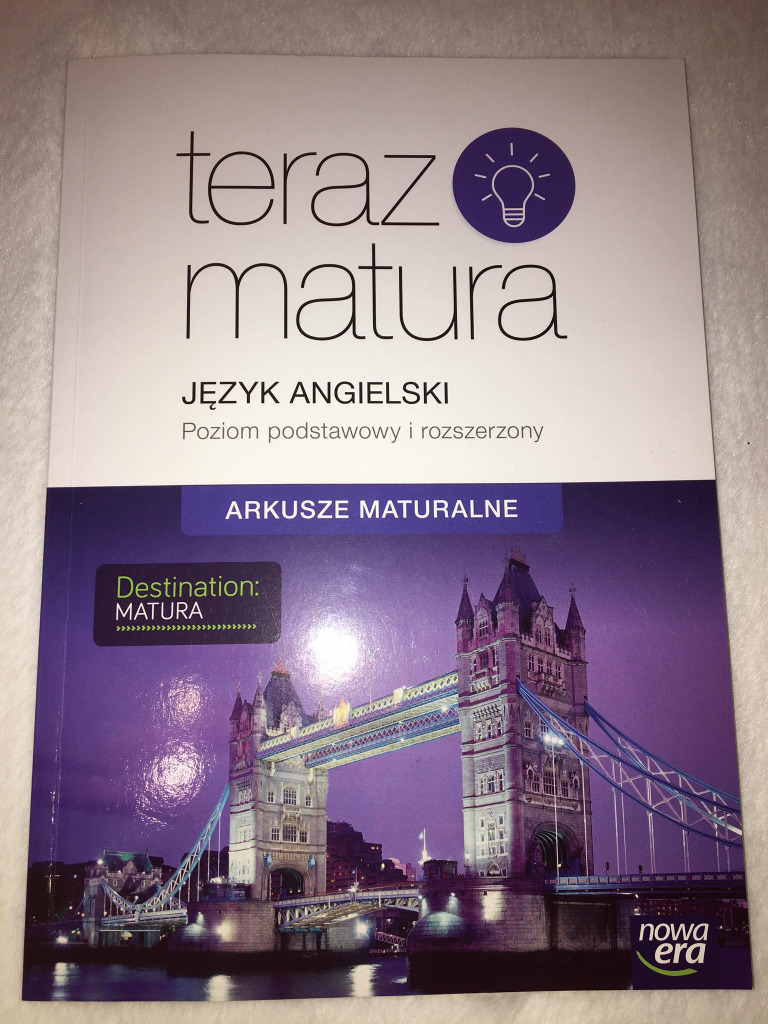 teraz
matura
JĘZYK ANGIELSKI
Poziom podstawowy i rozszerzony
ARKUSZE MATURALNE
Destination:
MATURA
nowa
era